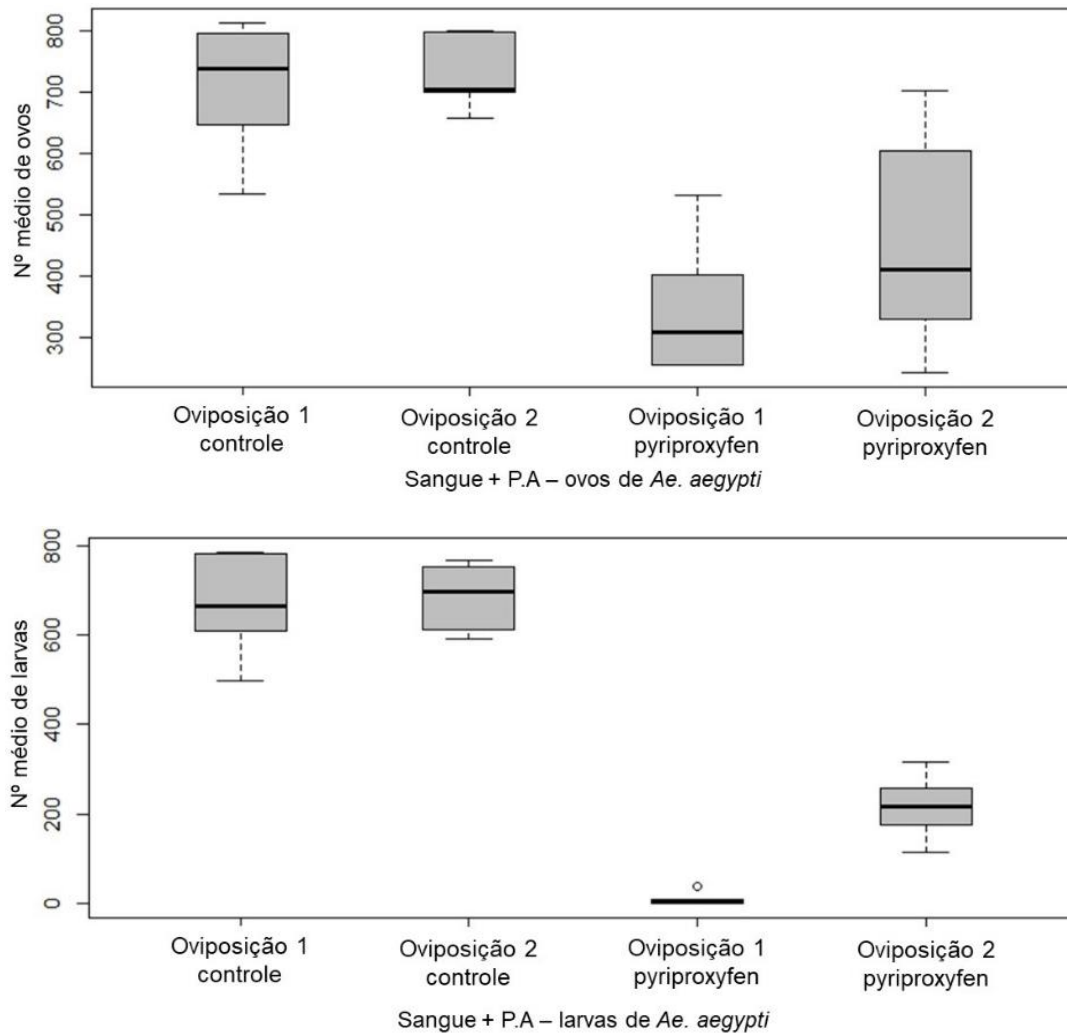 Nº médio de ovos
800
700
600
500
400
300
Oviposição 1
controle
Oviposição 2
controle
Oviposição 1
pyriproxyfen
Oviposição 2
pyriproxyfen
Sangue + P.A – ovos de Ae. aegypti
Nº médio de larvas
800
600
400
200
0
Oviposição 1
controle
Oviposição 2
controle
Oviposição 1
pyriproxyfen
Oviposição 2
pyriproxyfen
Sangue + P.A – larvas de Ae. aegypti